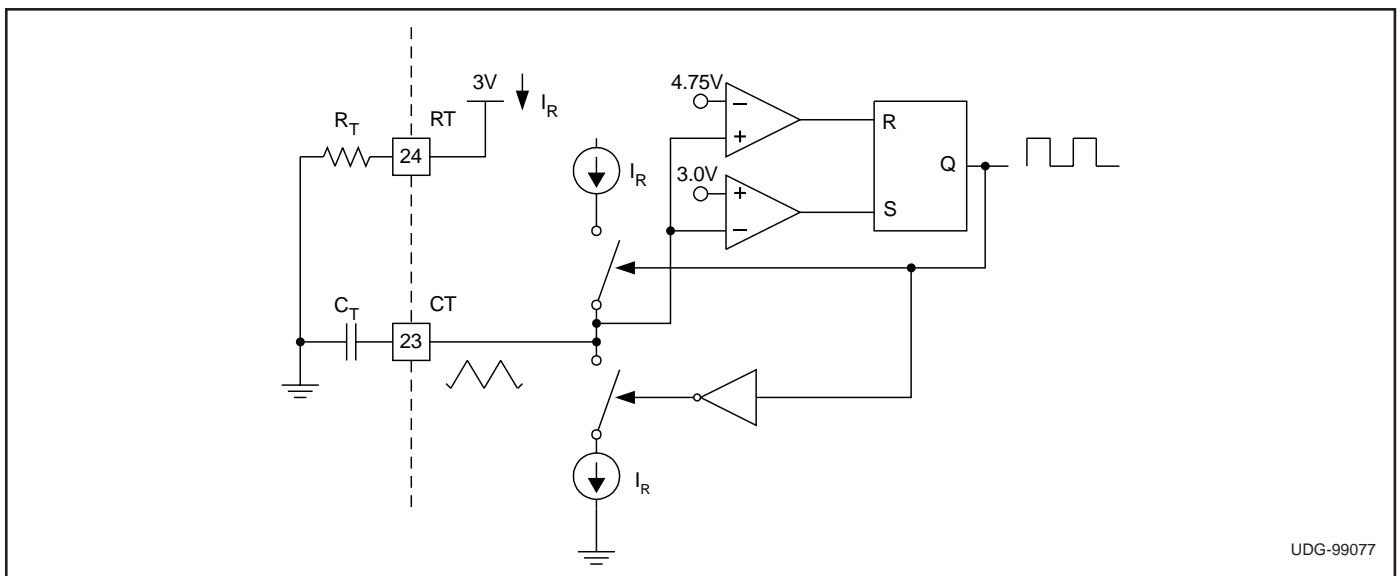 3V
I_R
R_T
RT
24
4.75V
−
+
R
Q
I_R
3.0V
+
−
S
C_T
CT
23
I_R
UDG-99077